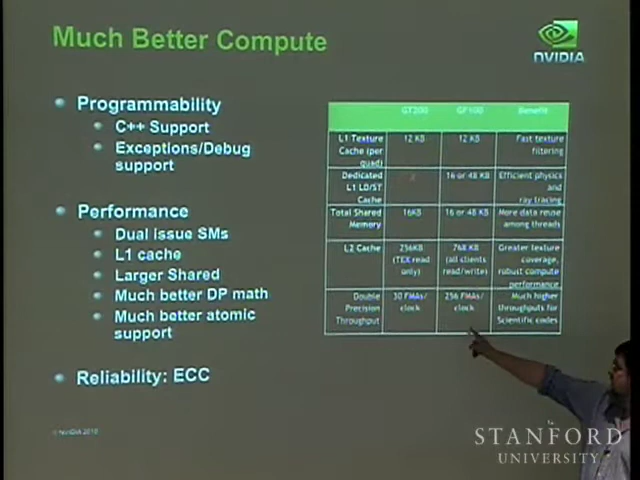 Much Better Compute
NVIDIA
Programmability
C++ Support
Exceptions/Debug
support
Performance
Dual Issue SMs
L1 cache
Larger Shared
Much better DP math
Much better atomic
support
Reliability: ECC
GT200 GF100 Benefit
L1 Texture Cache (per quad) 12 KB 12 KB Fast texture filtering
Dedicated L1 LD/ST Cache 16 or 48 KB Efficient physics and ray tracing
Total Shared Memory 16KB 16 or 48 KB More data reuse among threads
L2 Cache 256KB (TEX read only) 768 KB (all clients read/write) Greater texture coverage, robust compute performance
Double Precision Throughput 30 FMAs/clock 256 FMAs/clock Much higher throughputs for Scientific codes
© NVIDIA 2010
STANFORD
UNIVERSITY